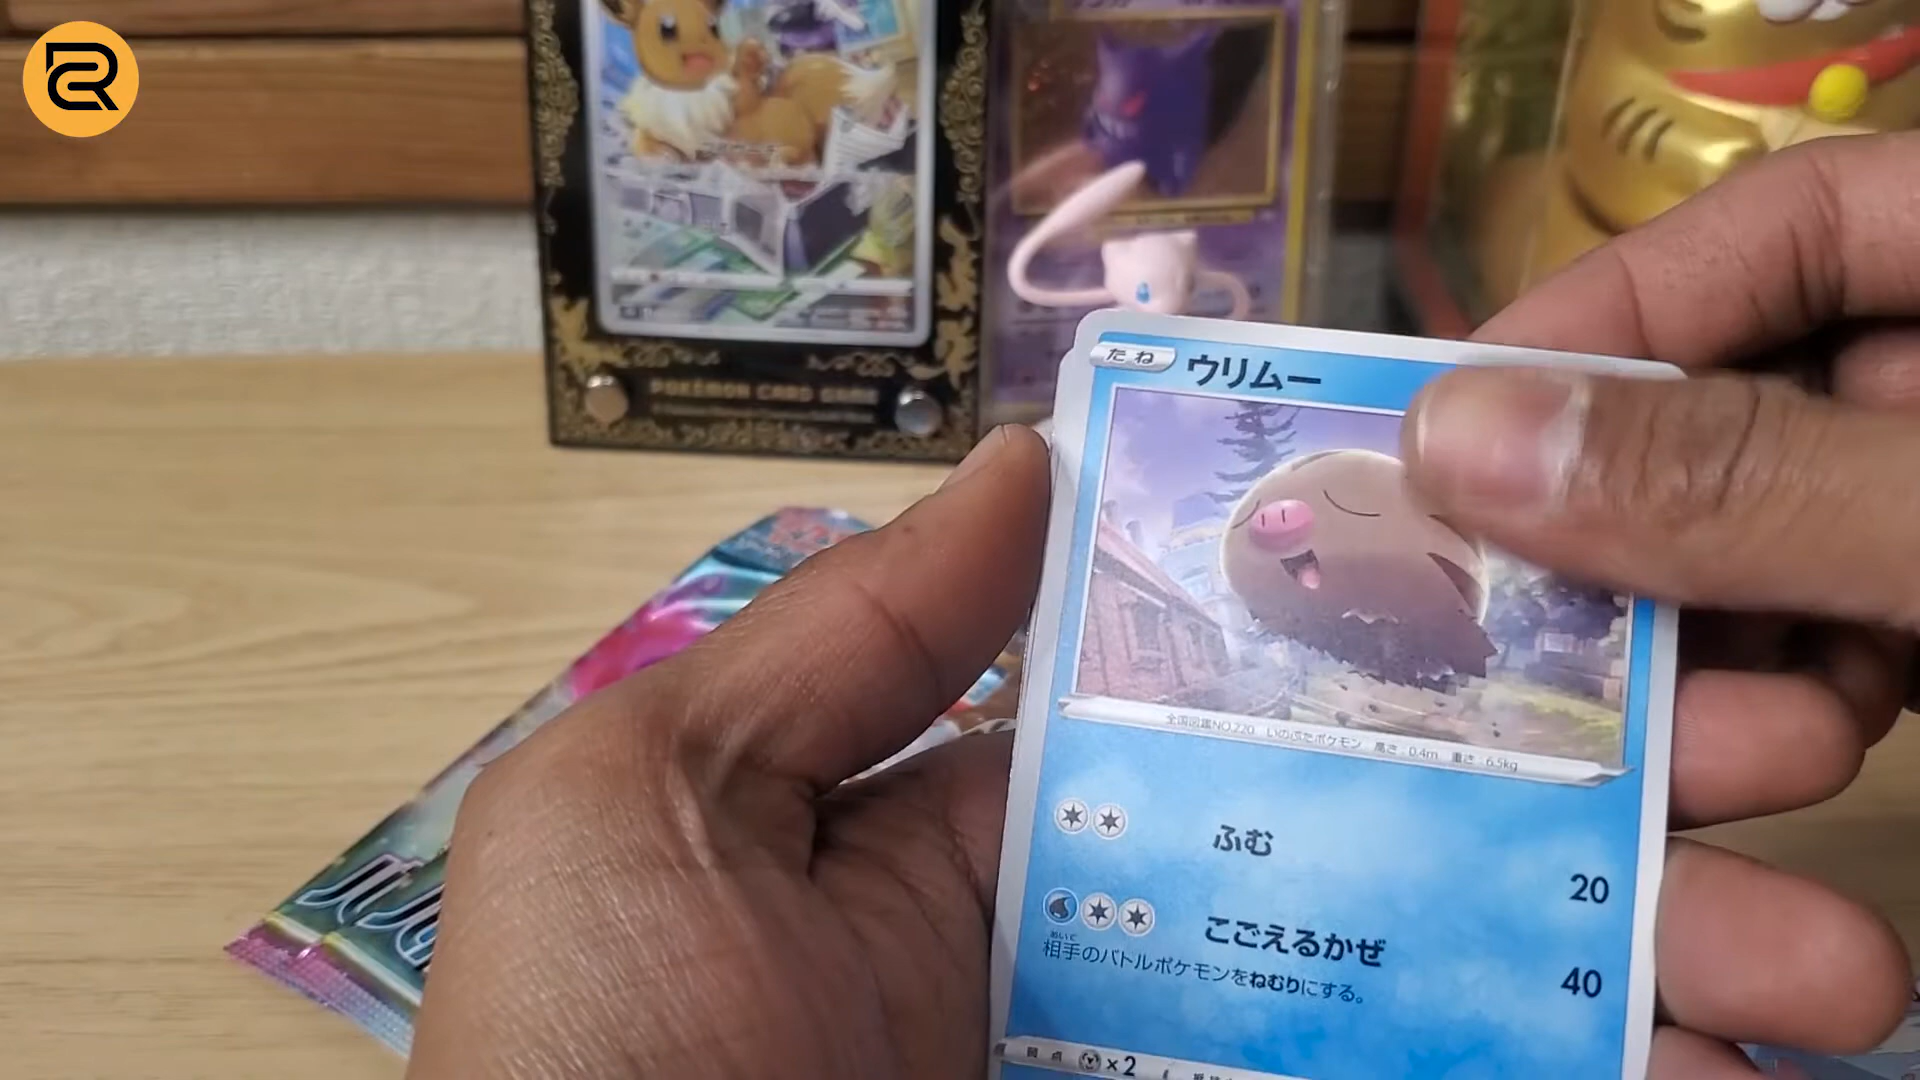 POKÉMON CARD GAME
たね ウリムー
全国図鑑NO.220 いのぶたポケモン 高さ:0.4m 重さ:6.5kg
ふむ 20
こごえるかぜ 40
相手のバトルポケモンをねむりにする。
×2